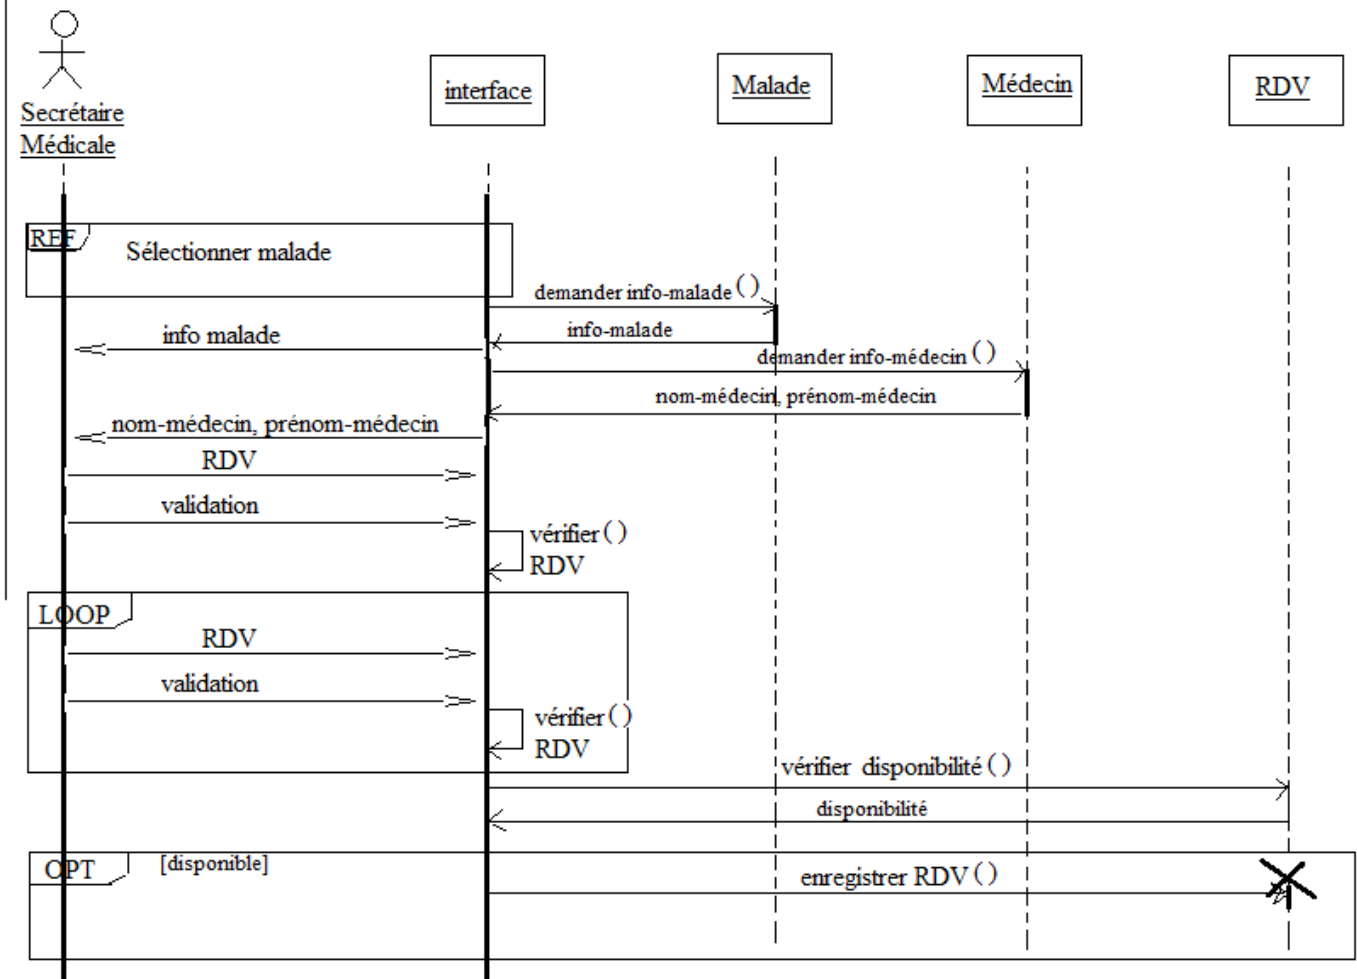 Secrétaire
Médicale
interface
Malade
Médecin
RDV
REF
Sélectionner malade
demander info-malade()
info-malade
info malade
demander info-médecin()
nom-médecin, prénom-médecin
nom-médecin, prénom-médecin
RDV
validation
vérifier()
RDV
LOOP
RDV
validation
vérifier()
RDV
vérifier disponibilité()
disponibilité
OPT
[disponible]
enregistrer RDV()